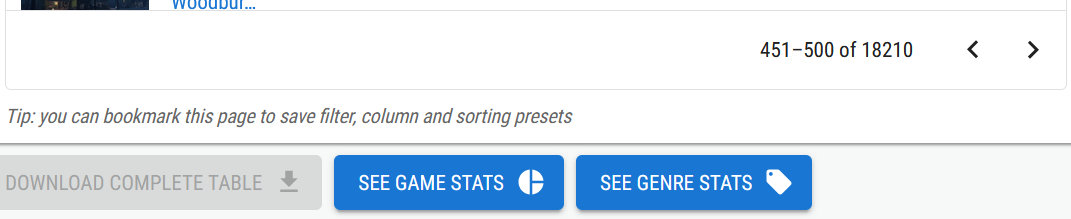 Woodbur...
451–500 of 18210
Tip: you can bookmark this page to save filter, column and sorting presets
DOWNLOAD COMPLETE TABLE
SEE GAME STATS
SEE GENRE STATS